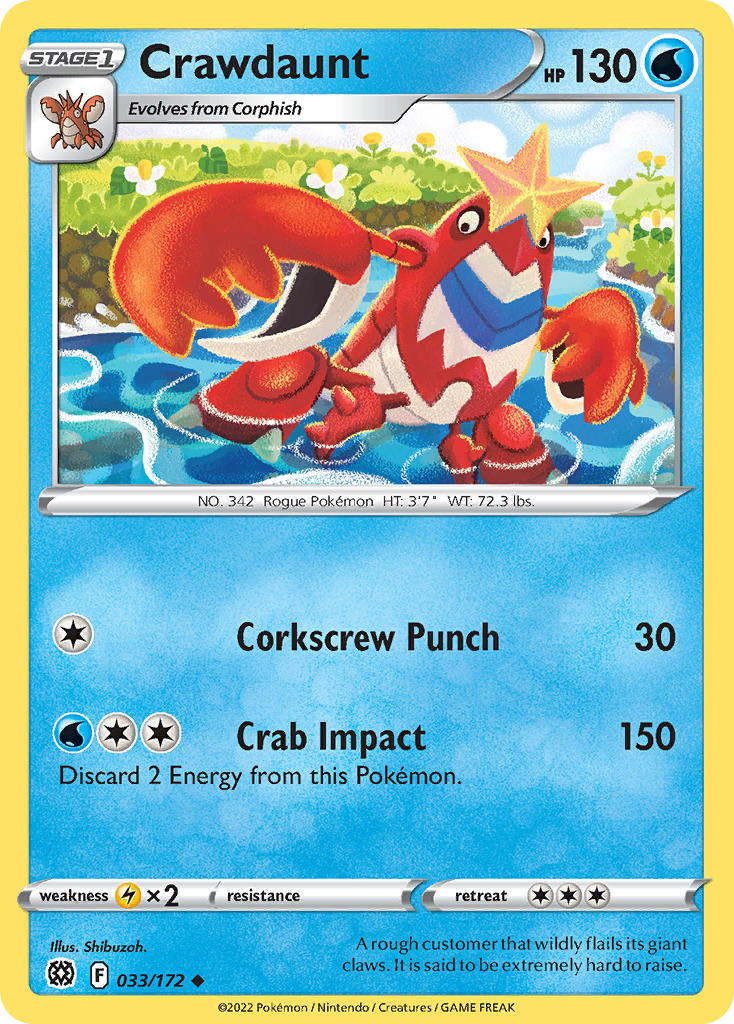 STAGE 1
Crawdaunt
HP 130
Evolves from Corphish
NO. 342 Rogue Pokémon HT: 3'7" WT: 72.3 lbs.
Corkscrew Punch 30
Crab Impact 150
Discard 2 Energy from this Pokémon.
weakness ×2 resistance retreat
Illus. Shibuzoh.
A rough customer that wildly flails its giant
claws. It is said to be extremely hard to raise.
F 033/172
©2022 Pokémon / Nintendo / Creatures / GAME FREAK